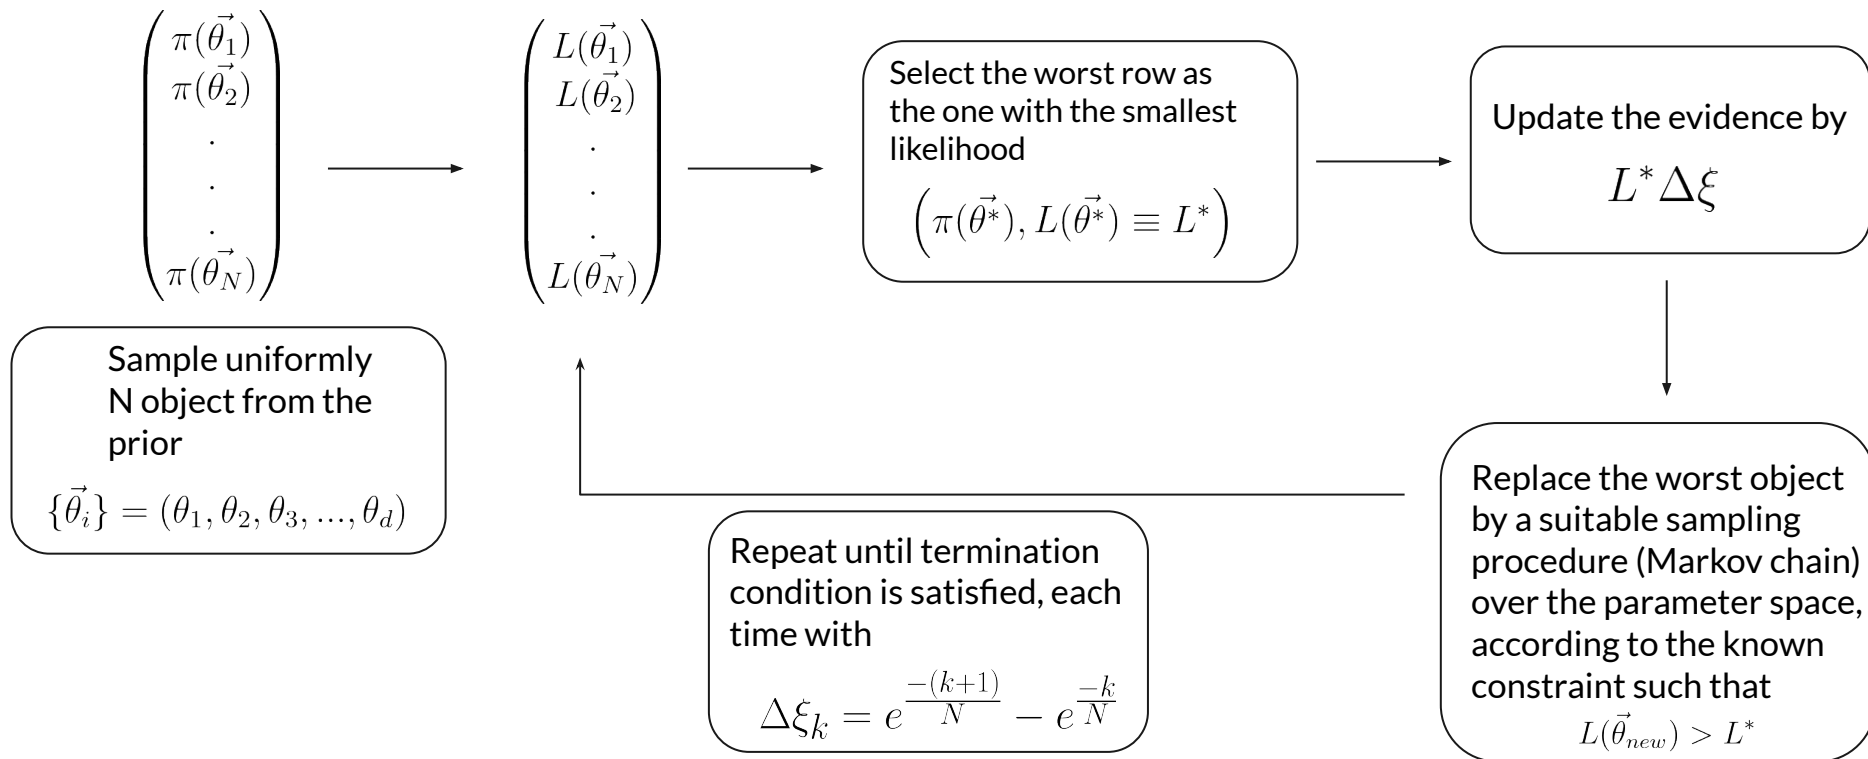 π(θ⃗₁)
π(θ⃗₂)
.
.
.
π(θ⃗_N)
Sample uniformly
N object from the
prior
{θ⃗ᵢ} = (θ₁, θ₂, θ₃, ..., θ_d)
L(θ⃗₁)
L(θ⃗₂)
.
.
.
L(θ⃗_N)
Select the worst row as
the one with the smallest
likelihood
(π(θ⃗*), L(θ⃗*) ≡ L*)
Update the evidence by
L*Δξ
Replace the worst object
by a suitable sampling
procedure (Markov chain)
over the parameter space,
according to the known
constraint such that
L(θ⃗_new) > L*
Repeat until termination
condition is satisfied, each
time with
Δξ_k = e^{-(k+1)/N} − e^{-k/N}